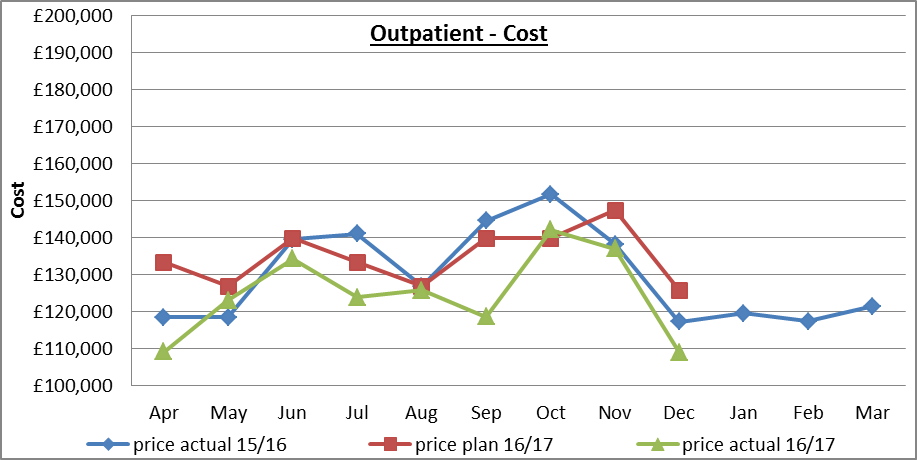 Outpatient - Cost
£200,000
£190,000
£180,000
£170,000
£160,000
£150,000
£140,000
£130,000
£120,000
£110,000
£100,000
Cost
Apr May Jun Jul Aug Sep Oct Nov Dec Jan Feb Mar
price actual 15/16 price plan 16/17 price actual 16/17